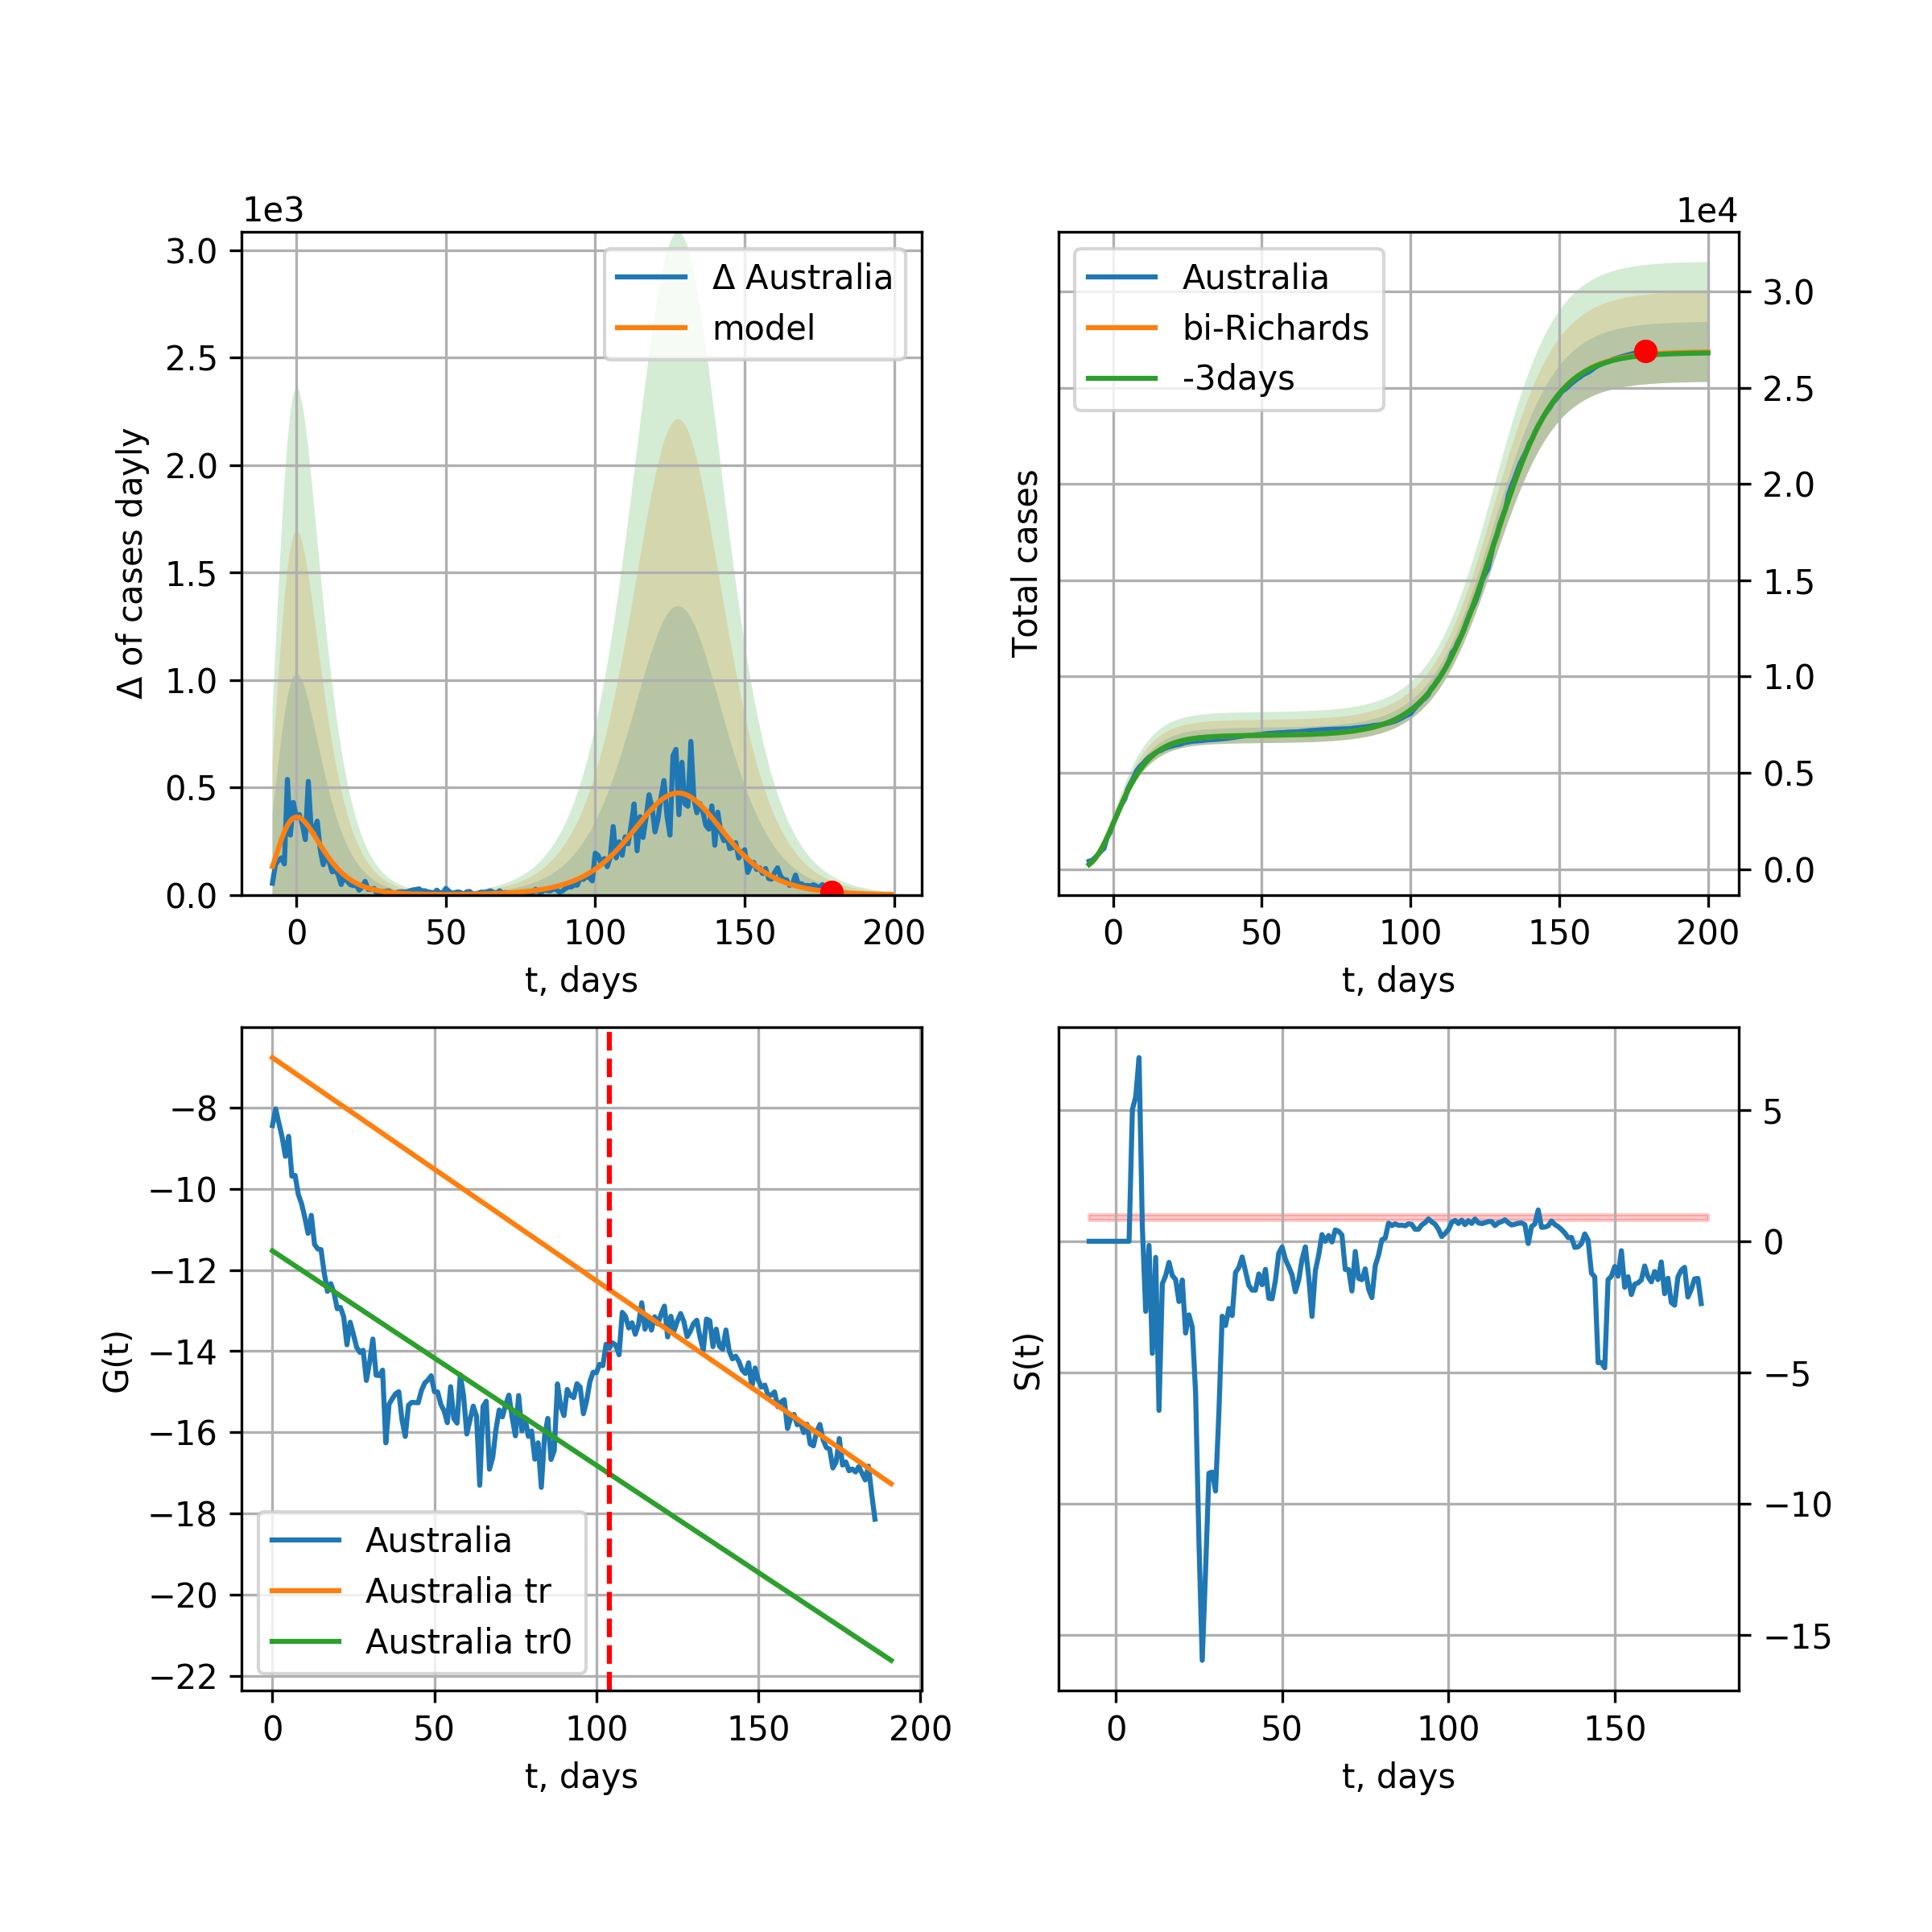 1e3
3.0
2.5
2.0
1.5
1.0
0.5
0.0
Δ of cases dayly
Δ Australia
model
0 50 100 150 200
t, days
1e4
Australia
bi-Richards
-3days
Total cases
3.0
2.5
2.0
1.5
1.0
0.5
0.0
0 50 100 150 200
t, days
−8
−10
−12
−14
−16
−18
−20
−22
G(t)
Australia
Australia tr
Australia tr0
0 50 100 150 200
t, days
S(t)
5
0
−5
−10
−15
0 50 100 150
t, days